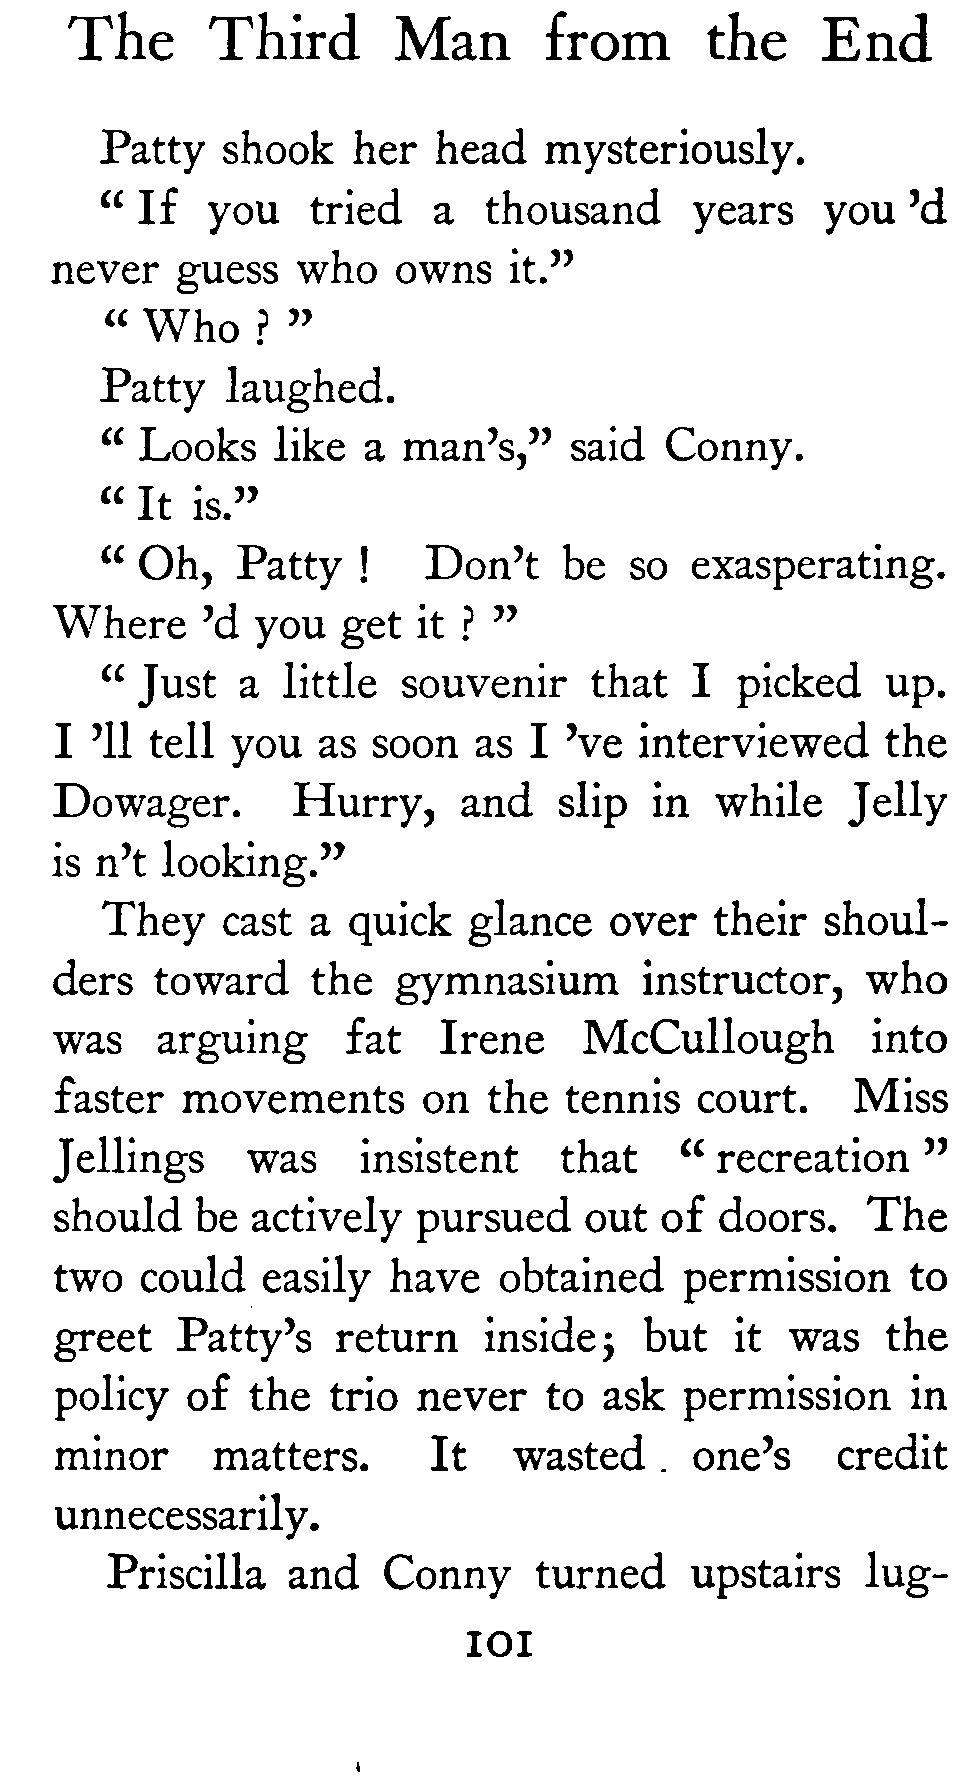 The Third Man from the End
Patty shook her head mysteriously.
“ If you tried a thousand years you ’d
never guess who owns it.”
“ Who ? ”
Patty laughed.
“ Looks like a man’s,” said Conny.
“ It is.”
“ Oh, Patty ! Don’t be so exasperating.
Where ’d you get it ? ”
“ Just a little souvenir that I picked up.
I ’ll tell you as soon as I ’ve interviewed the
Dowager. Hurry, and slip in while Jelly
is n’t looking.”
They cast a quick glance over their shoul-
ders toward the gymnasium instructor, who
was arguing fat Irene McCullough into
faster movements on the tennis court. Miss
Jellings was insistent that “ recreation ”
should be actively pursued out of doors. The
two could easily have obtained permission to
greet Patty’s return inside; but it was the
policy of the trio never to ask permission in
minor matters. It wasted one’s credit
unnecessarily.
Priscilla and Conny turned upstairs lug-
101